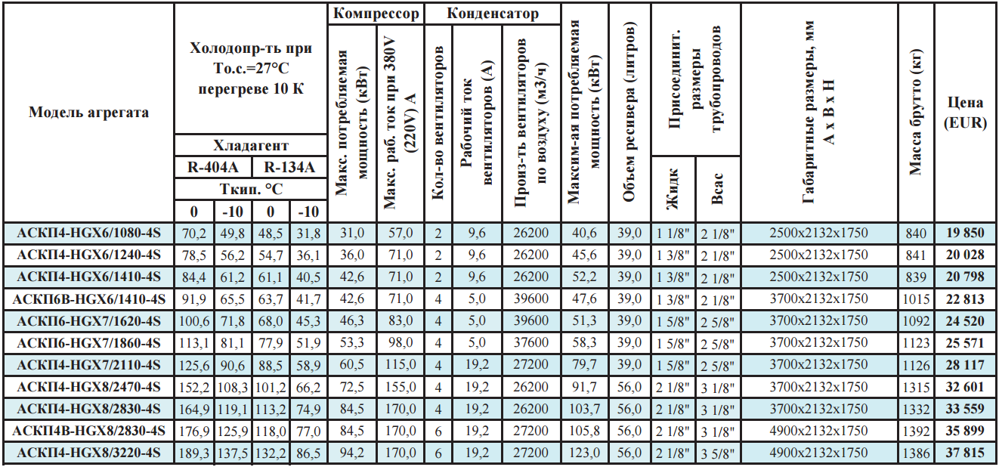 Модель агрегата
Холодопр-ть при
То.с.=27°С
перегреве 10 К
Хладагент
R-404A R-134A
Ткип. °С
0 -10 0 -10
Компрессор
Макс. потребляемая
мощность (кВт)
Макс. раб. ток при 380V
(220V) А
Конденсатор
Кол-во вентиляторов
Рабочий ток
вентиляторов (А)
Произ-ть вентиляторов
по воздуху (м3/ч)
Максим-ая потребляемая
мощность (кВт)
Объем ресивера (литров)
Присоединит.
размеры
трубопроводов
Жидк
Всас
Габаритные размеры, мм
А х В х Н
Масса брутто (кг)
Цена
(EUR)
АСКП4-HGX6/1080-4S 70,2 49,8 48,5 31,8 31,0 57,0 2 9,6 26200 40,6 39,0 1 1/8" 2 1/8" 2500x2132x1750 840 19 850
АСКП4-HGX6/1240-4S 78,5 56,2 54,7 36,1 36,0 71,0 2 9,6 26200 45,6 39,0 1 3/8" 2 1/8" 2500x2132x1750 841 20 028
АСКП4-HGX6/1410-4S 84,4 61,2 61,1 40,5 42,6 71,0 2 9,6 26200 52,2 39,0 1 3/8" 2 1/8" 2500x2132x1750 839 20 798
АСКП6В-HGX6/1410-4S 91,9 65,5 63,7 41,7 42,6 71,0 4 5,0 39600 47,6 39,0 1 3/8" 2 1/8" 3700x2132x1750 1015 22 813
АСКП6-HGX7/1620-4S 100,6 71,8 68,0 45,3 46,3 83,0 4 5,0 39600 51,3 39,0 1 5/8" 2 5/8" 3700x2132x1750 1092 24 520
АСКП6-HGX7/1860-4S 113,1 81,1 77,9 51,9 53,3 98,0 4 5,0 37600 58,3 39,0 1 5/8" 2 5/8" 3700x2132x1750 1123 25 571
АСКП4-HGX7/2110-4S 125,6 90,6 88,5 58,9 60,5 115,0 4 19,2 27200 79,7 39,0 1 5/8" 2 5/8" 3700x2132x1750 1126 28 117
АСКП4-HGX8/2470-4S 152,2 108,3 101,2 66,2 72,5 155,0 4 19,2 26200 91,7 56,0 2 1/8" 3 1/8" 3700x2132x1750 1315 32 601
АСКП4-HGX8/2830-4S 164,9 119,1 113,2 74,9 84,5 170,0 4 19,2 26200 103,7 56,0 2 1/8" 3 1/8" 3700x2132x1750 1332 33 559
АСКП4В-HGX8/2830-4S 176,9 125,9 118,0 77,0 84,5 170,0 6 19,2 27200 105,8 56,0 2 1/8" 3 1/8" 4900x2132x1750 1392 35 899
АСКП4-HGX8/3220-4S 189,3 137,5 132,2 86,5 94,2 170,0 6 19,2 27200 123,0 56,0 2 1/8" 3 5/8" 4900x2132x1750 1386 37 815